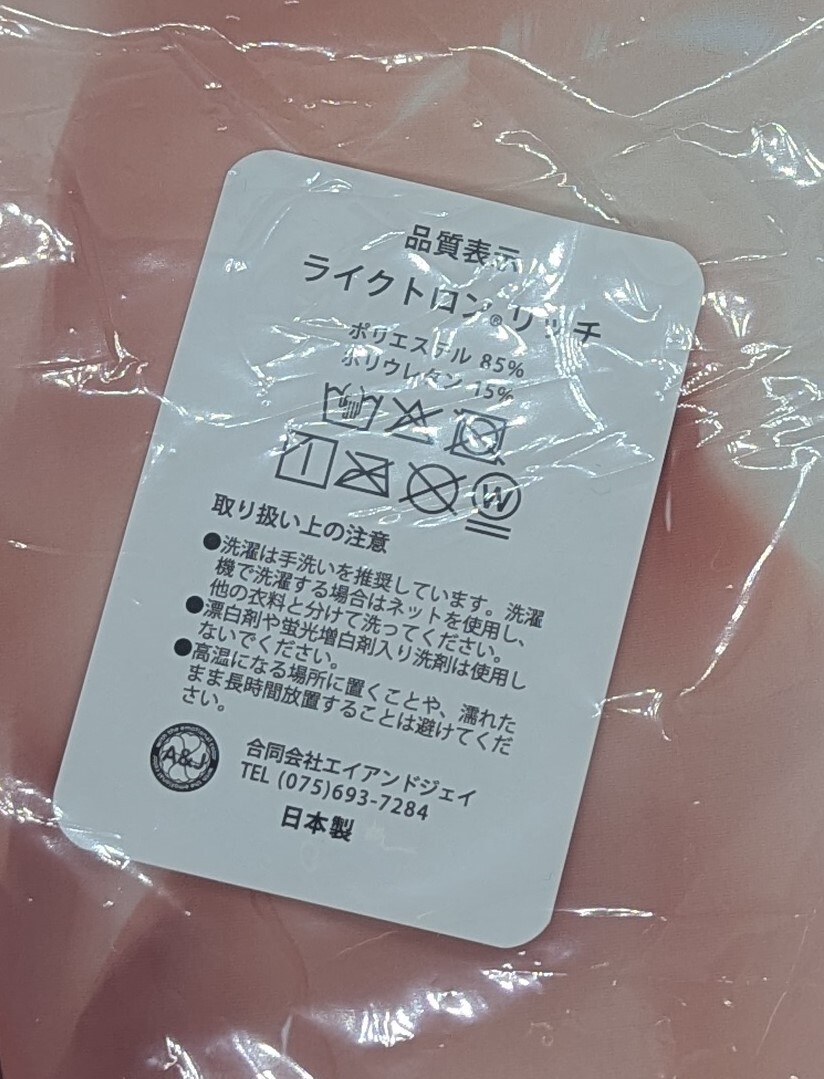 品質表示
ライクトロン®リッチ
ポリエステル 85%
ポリウレタン 15%
W
取り扱い上の注意
●洗濯は手洗いを推奨しています。洗濯
機で洗濯する場合はネットを使用し、
他の衣料と分けて洗ってください。
●漂白剤や蛍光増白剤入り洗剤は使用し
ないでください。
●高温になる場所に置くことや、濡れた
まま長時間放置することは避けてくだ
さい。
A&J
合同会社エイアンドジェイ
TEL (075)693-7284
日本製